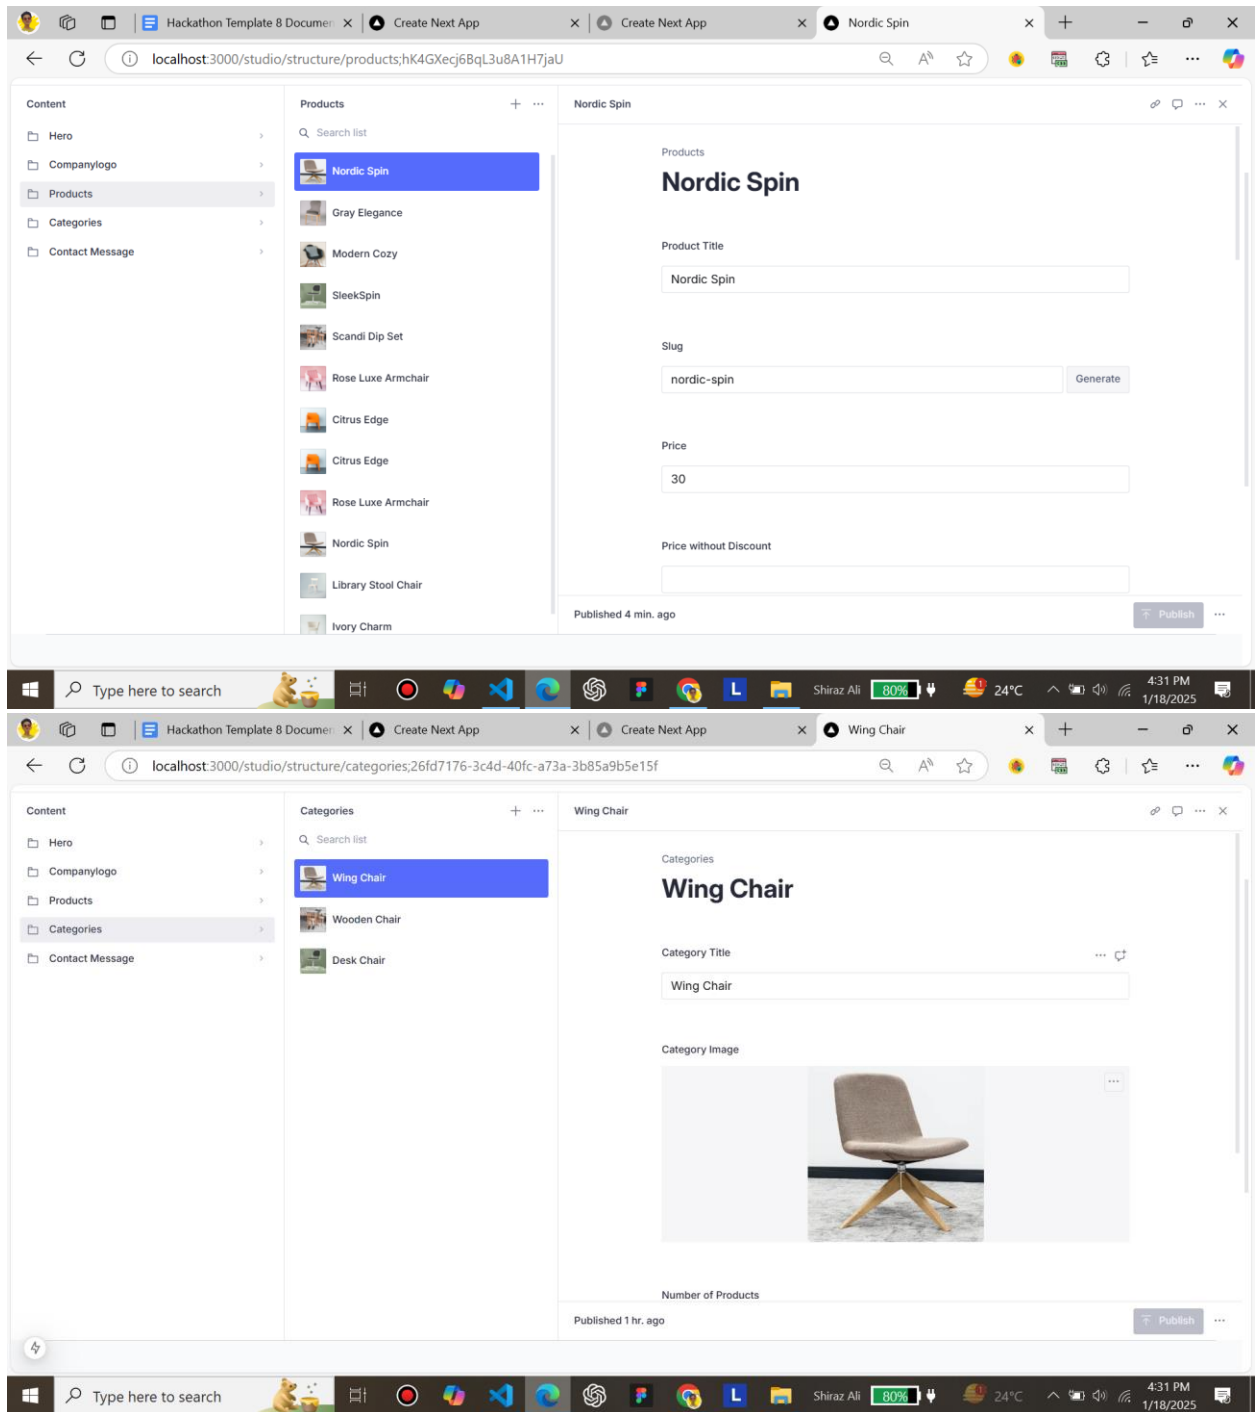 Hackathon Template 8 Documen
Create Next App
Create Next App
Nordic Spin
localhost:3000/studio/structure/products;hK4GXecj6BqL3u8A1H7jaU
Content
Hero
Companylogo
Products
Categories
Contact Message
Products
Search list
Nordic Spin
Gray Elegance
Modern Cozy
SleekSpin
Scandi Dip Set
Rose Luxe Armchair
Citrus Edge
Citrus Edge
Rose Luxe Armchair
Nordic Spin
Library Stool Chair
Ivory Charm
Nordic Spin
Products
Nordic Spin
Product Title
Nordic Spin
Slug
nordic-spin
Generate
Price
30
Price without Discount
Published 4 min. ago
Publish
Type here to search
L
Shiraz Ali
80%
1
24°C
4:31 PM
1/18/2025
Hackathon Template 8 Documen
Create Next App
Create Next App
Wing Chair
localhost:3000/studio/structure/categories;26fd7176-3c4d-40fc-a73a-3b85a9b5e15f
Content
Hero
Companylogo
Products
Categories
Contact Message
Categories
Search list
Wing Chair
Wooden Chair
Desk Chair
Wing Chair
Categories
Wing Chair
Category Title
Wing Chair
Category Image
Number of Products
Published 1 hr. ago
Publish
Type here to search
L
Shiraz Ali
80%
24°C
4:31 PM
1/18/2025